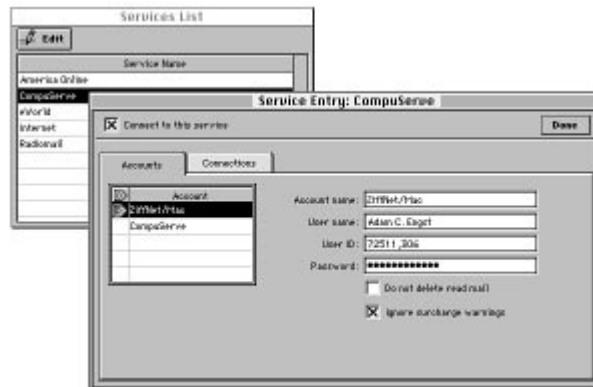 Services List
Edit
Service Name
America Online
CompuServe
eWorld
Internet
Radiomail
Service Entry: CompuServe
Connect to this service
Done
Accounts
Connections
Account
ZiffNet/Mac
CompuServe
Account name: ZiffNet/Mac
User name: Adam C. Engst
User ID: 72511,306
Password: ••••••••••••
Do not delete read mail
Ignore surcharge warnings